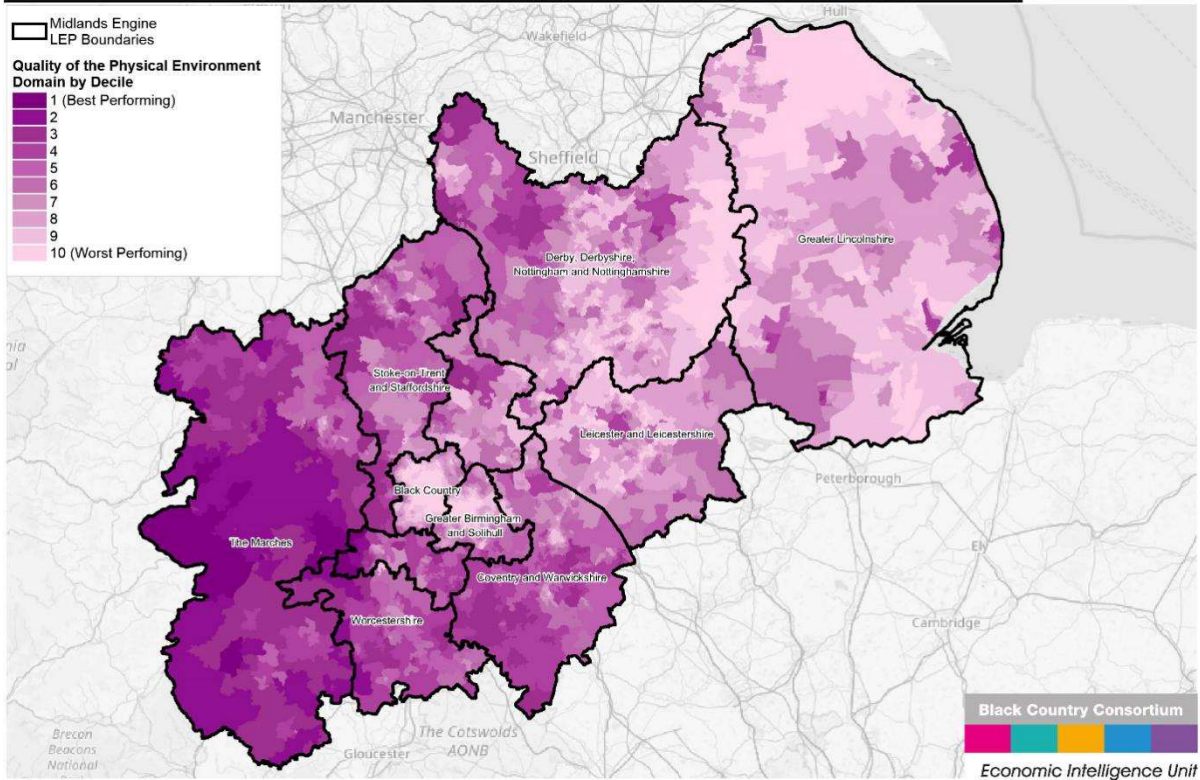 Midlands Engine
LEP Boundaries
Quality of the Physical Environment
Domain by Decile
1 (Best Performing)
2
3
4
5
6
7
8
9
10 (Worst Performing)
Hull
Wakefield
Manchester
Sheffield
Greater Lincolnshire
Derby, Derbyshire,
Nottingham and Nottinghamshire
Stoke-on-Trent
and Staffordshire
Leicester and Leicestershire
Peterborough
Black Country
Greater Birmingham
and Solihull
The Marches
Ely
Coventry and Warwickshire
Worcestershire
Cambridge
The Cotswolds
AONB
Gloucester
Brecon
Beacons
National
Black Country Consortium
Economic Intelligence Unit